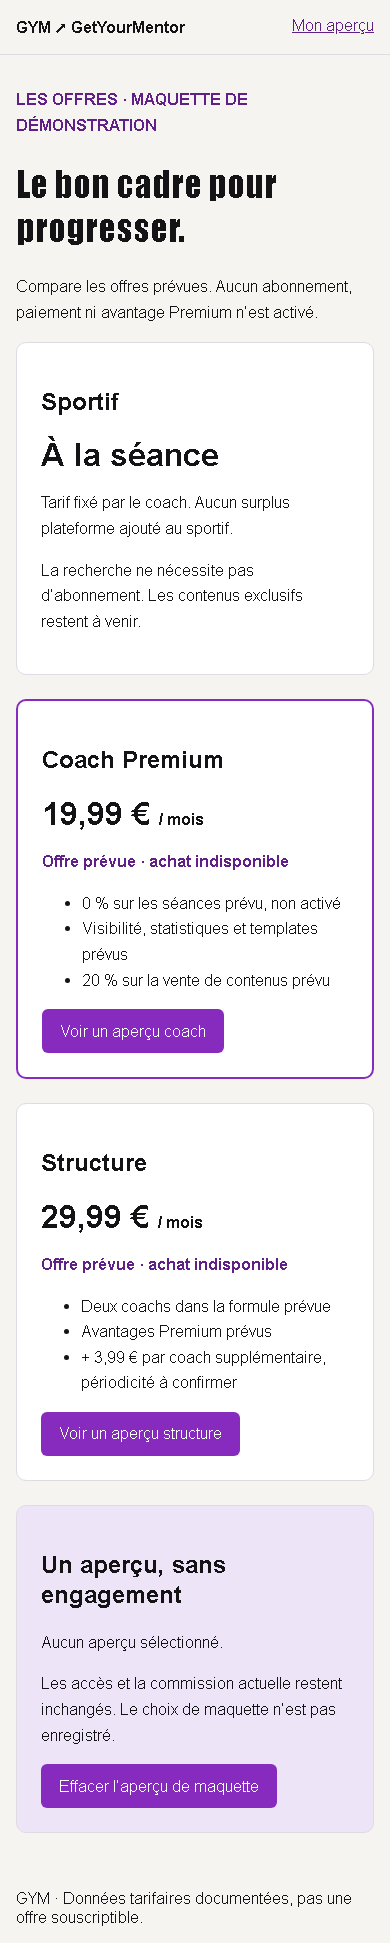 GYM ↗ GetYourMentor
Mon aperçu
LES OFFRES · MAQUETTE DE
DÉMONSTRATION
Le bon cadre pour
progresser.
Compare les offres prévues. Aucun abonnement,
paiement ni avantage Premium n'est activé.
Sportif
À la séance
Tarif fixé par le coach. Aucun surplus
plateforme ajouté au sportif.
La recherche ne nécessite pas
d'abonnement. Les contenus exclusifs
restent à venir.
Coach Premium
19,99 € / mois
Offre prévue · achat indisponible
• 0 % sur les séances prévu, non activé
• Visibilité, statistiques et templates
prévus
• 20 % sur la vente de contenus prévu
Voir un aperçu coach
Structure
29,99 € / mois
Offre prévue · achat indisponible
• Deux coachs dans la formule prévue
• Avantages Premium prévus
• + 3,99 € par coach supplémentaire,
périodicité à confirmer
Voir un aperçu structure
Un aperçu, sans
engagement
Aucun aperçu sélectionné.
Les accès et la commission actuelle restent
inchangés. Le choix de maquette n'est pas
enregistré.
Effacer l'aperçu de maquette
GYM · Données tarifaires documentées, pas une
offre souscriptible.